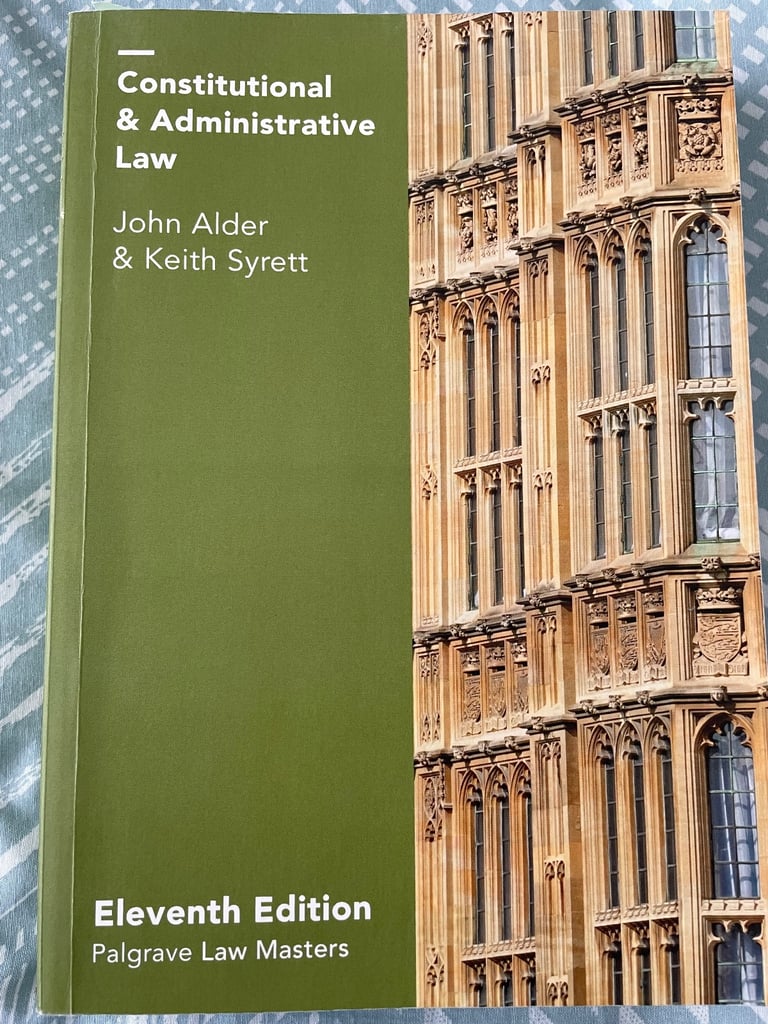 Constitutional
& Administrative
Law
John Alder
& Keith Syrett
Eleventh Edition
Palgrave Law Masters